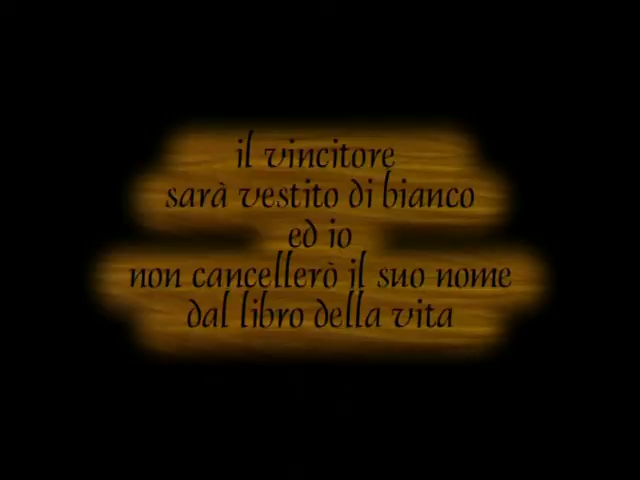 il vincitore
sarà vestito di bianco
ed io
non cancellerò il suo nome
dal libro della vita